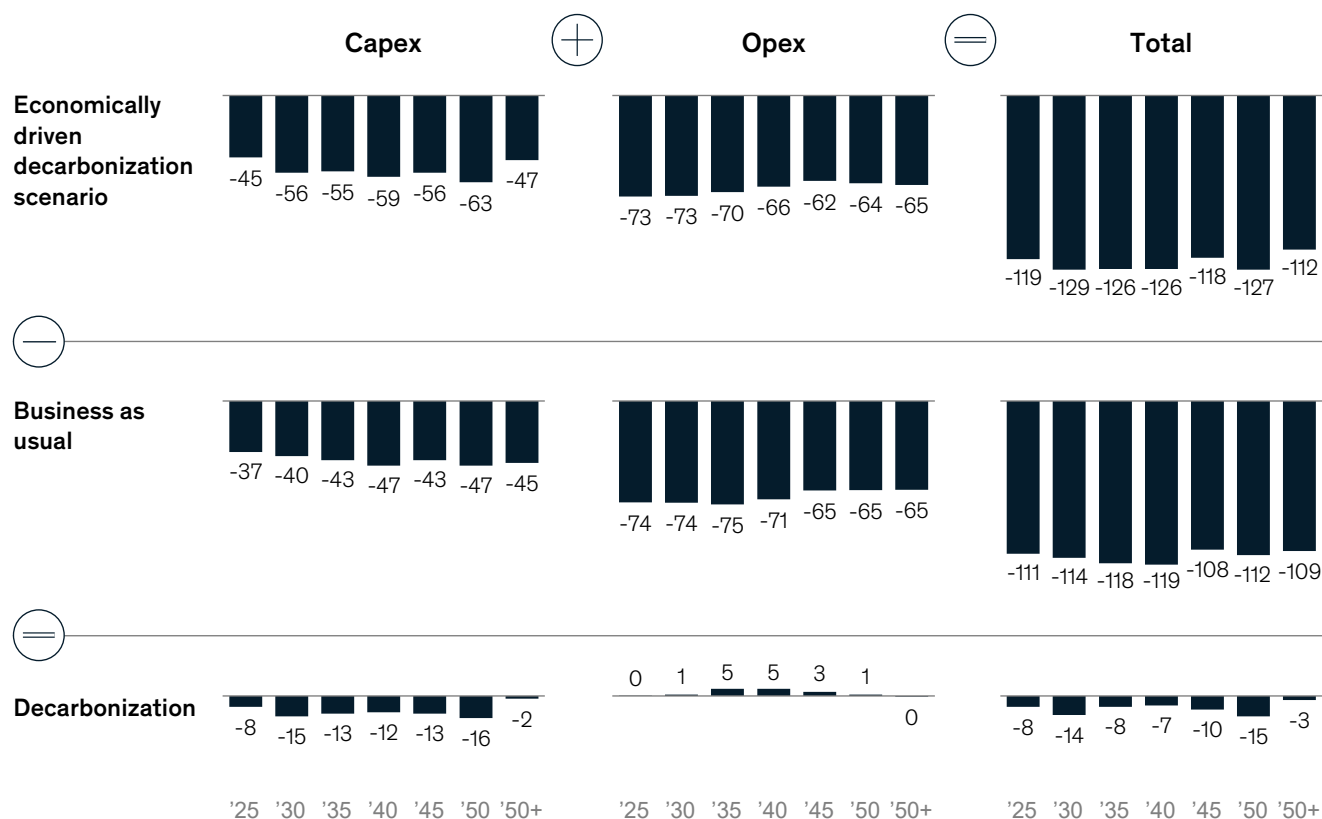 Capex
Opex
Total
Economically
driven
decarbonization
scenario
-45 -56 -55 -59 -56 -63 -47
-73 -73 -70 -66 -62 -64 -65
-119 -129 -126 -126 -118 -127 -112
Business as
usual
-37 -40 -43 -47 -43 -47 -45
-74 -74 -75 -71 -65 -65 -65
-111 -114 -118 -119 -108 -112 -109
Decarbonization
-8 -15 -13 -12 -13 -16 -2
0 1 5 5 3 1 0
-8 -14 -8 -7 -10 -15 -3
’25 ’30 ’35 ’40 ’45 ’50 ’50+
’25 ’30 ’35 ’40 ’45 ’50 ’50+
’25 ’30 ’35 ’40 ’45 ’50 ’50+